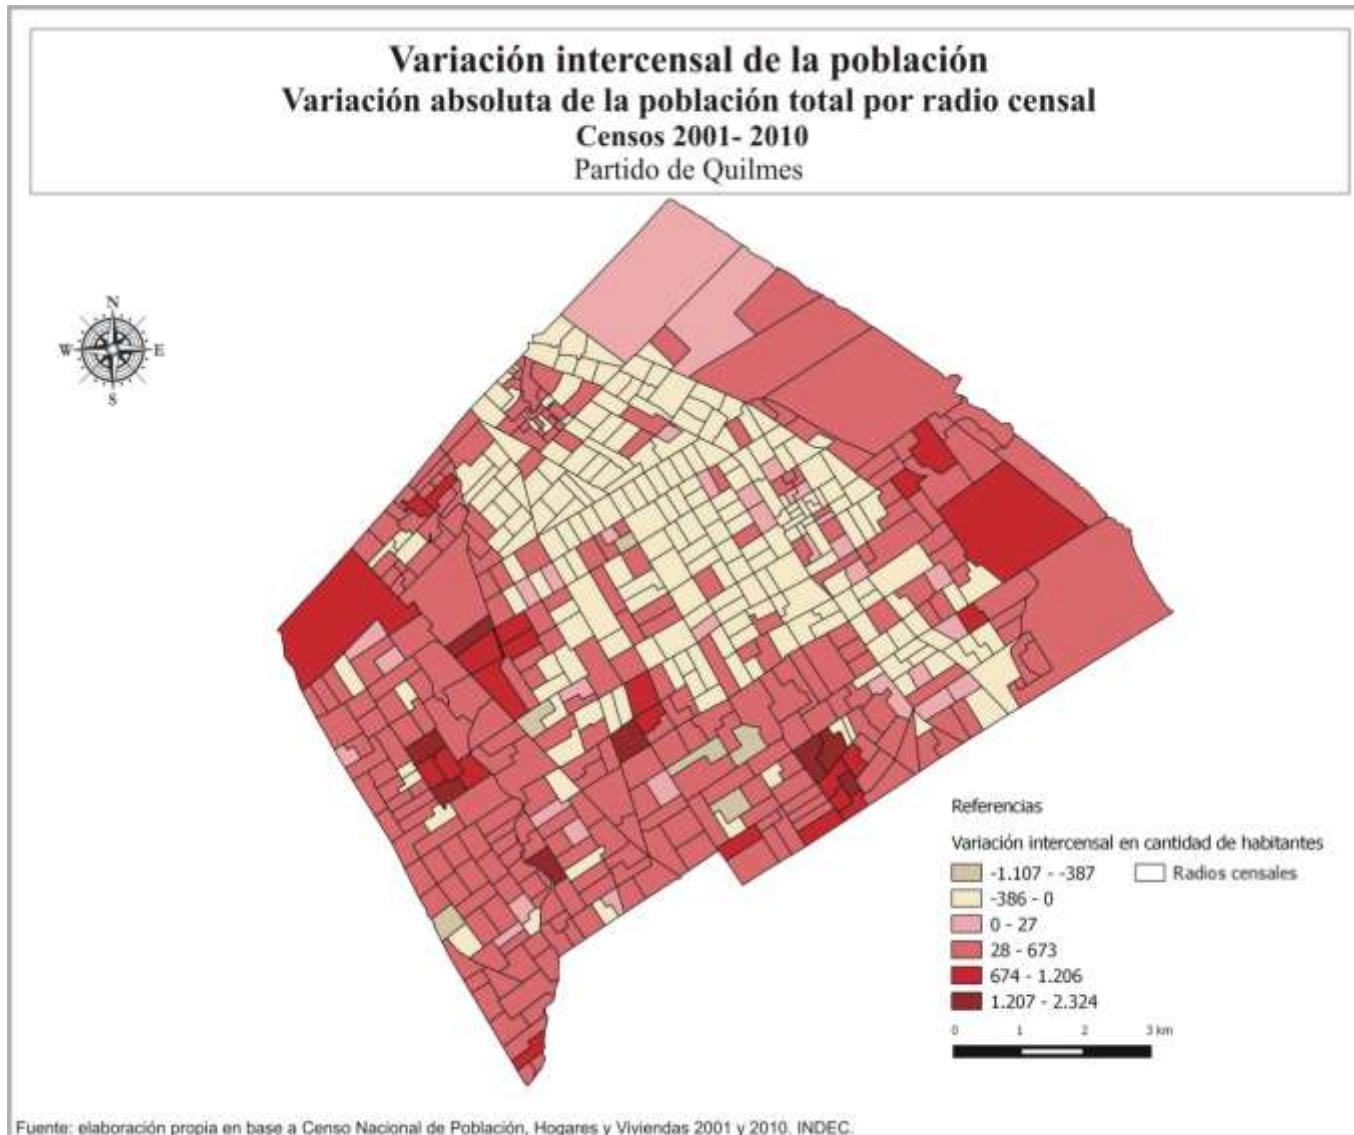 Variación intercensal de la población
Variación absoluta de la población total por radio censal
Censos 2001- 2010
Partido de Quilmes
N
W E
S
Referencias
Variación intercensal en cantidad de habitantes
-1.107 - -387 Radios censales
-386 - 0
0 - 27
28 - 673
674 - 1.206
1.207 - 2.324
0 1 2 3 km
Fuente: elaboración propia en base a Censo Nacional de Población, Hogares y Viviendas 2001 y 2010. INDEC.